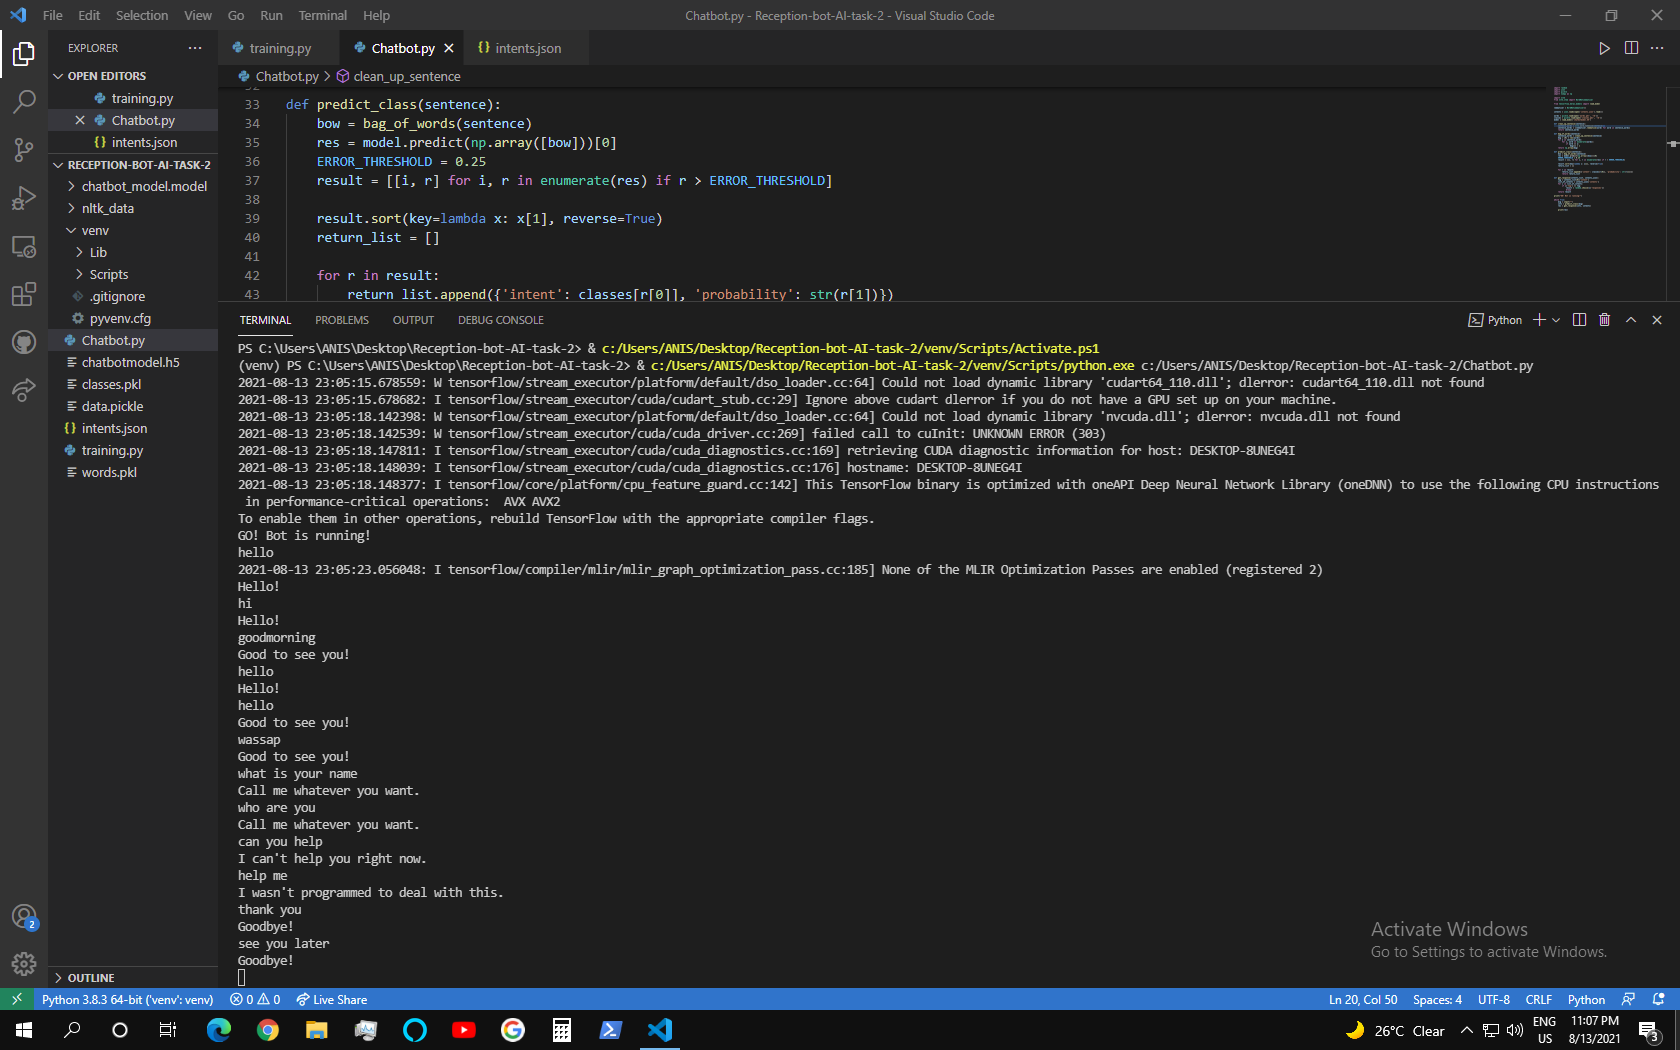 File Edit Selection View Go Run Terminal Help
Chatbot.py - Reception-bot-AI-task-2 - Visual Studio Code
EXPLORER
OPEN EDITORS
training.py
Chatbot.py
intents.json
RECEPTION-BOT-AI-TASK-2
chatbot_model.model
nltk_data
venv
Lib
Scripts
.gitignore
pyvenv.cfg
Chatbot.py
chatbotmodel.h5
classes.pkl
data.pickle
intents.json
training.py
words.pkl
OUTLINE
training.py Chatbot.py intents.json
Chatbot.py > clean_up_sentence
32
33 def predict_class(sentence):
34 bow = bag_of_words(sentence)
35 res = model.predict(np.array([bow]))[0]
36 ERROR_THRESHOLD = 0.25
37 result = [[i, r] for i, r in enumerate(res) if r > ERROR_THRESHOLD]
38
39 result.sort(key=lambda x: x[1], reverse=True)
40 return_list = []
41
42 for r in result:
43 return_list.append({'intent': classes[r[0]], 'probability': str(r[1])})
TERMINAL PROBLEMS OUTPUT DEBUG CONSOLE
Python
PS C:\Users\ANIS\Desktop\Reception-bot-AI-task-2> & c:/Users/ANIS/Desktop/Reception-bot-AI-task-2/venv/Scripts/Activate.ps1
(venv) PS C:\Users\ANIS\Desktop\Reception-bot-AI-task-2> & c:/Users/ANIS/Desktop/Reception-bot-AI-task-2/venv/Scripts/python.exe c:/Users/ANIS/Desktop/Reception-bot-AI-task-2/Chatbot.py
2021-08-13 23:05:15.678559: W tensorflow/stream_executor/platform/default/dso_loader.cc:64] Could not load dynamic library 'cudart64_110.dll'; dlerror: cudart64_110.dll not found
2021-08-13 23:05:15.678682: I tensorflow/stream_executor/cuda/cudart_stub.cc:29] Ignore above cudart dlerror if you do not have a GPU set up on your machine.
2021-08-13 23:05:18.142398: W tensorflow/stream_executor/platform/default/dso_loader.cc:64] Could not load dynamic library 'nvcuda.dll'; dlerror: nvcuda.dll not found
2021-08-13 23:05:18.142539: W tensorflow/stream_executor/cuda/cuda_driver.cc:269] failed call to cuInit: UNKNOWN ERROR (303)
2021-08-13 23:05:18.147811: I tensorflow/stream_executor/cuda/cuda_diagnostics.cc:169] retrieving CUDA diagnostic information for host: DESKTOP-8UNEG4I
2021-08-13 23:05:18.148039: I tensorflow/stream_executor/cuda/cuda_diagnostics.cc:176] hostname: DESKTOP-8UNEG4I
2021-08-13 23:05:18.148377: I tensorflow/core/platform/cpu_feature_guard.cc:142] This TensorFlow binary is optimized with oneAPI Deep Neural Network Library (oneDNN) to use the following CPU instructions
in performance-critical operations: AVX AVX2
To enable them in other operations, rebuild TensorFlow with the appropriate compiler flags.
GO! Bot is running!
hello
2021-08-13 23:05:23.056048: I tensorflow/compiler/mlir/mlir_graph_optimization_pass.cc:185] None of the MLIR Optimization Passes are enabled (registered 2)
Hello!
hi
Hello!
goodmorning
Good to see you!
hello
Hello!
hello
Good to see you!
wassap
Good to see you!
what is your name
Call me whatever you want.
who are you
Call me whatever you want.
can you help
I can't help you right now.
help me
I wasn't programmed to deal with this.
thank you
Goodbye!
see you later
Goodbye!
Activate Windows
Go to Settings to activate Windows.
2
Python 3.8.3 64-bit ('venv': venv) 0 0 Live Share
Ln 20, Col 50 Spaces: 4 UTF-8 CRLF Python
26°C Clear
ENG
US
11:07 PM
8/13/2021
3